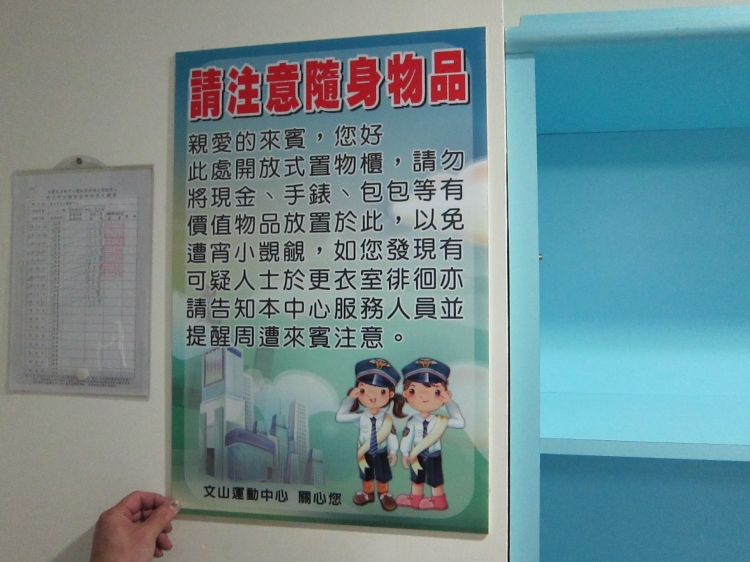 請注意隨身物品
親愛的來賓，您好
此處開放式置物櫃，請勿
將現金、手錶、包包等有
價值物品放置於此，以免
遭宵小覬覦，如您發現有
可疑人士於更衣室徘徊亦
請告知本中心服務人員並
提醒周遭來賓注意。
文山運動中心 關心您